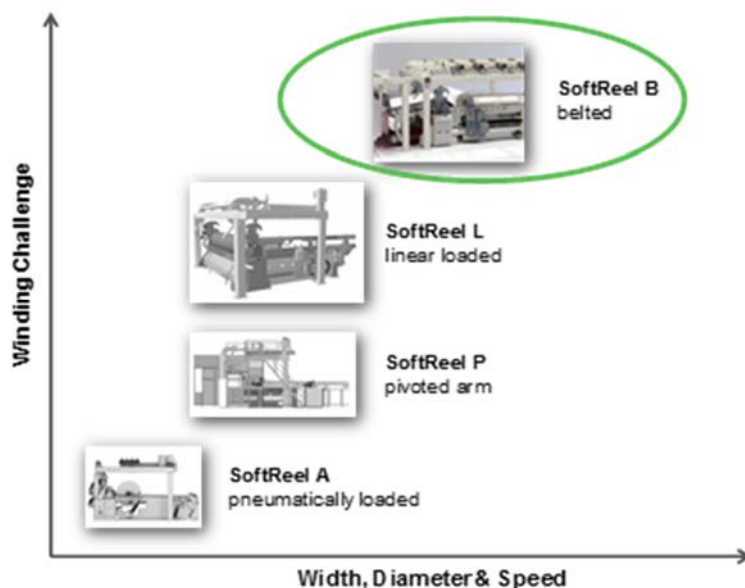 SoftReel B
belted
SoftReel L
linear loaded
SoftReel P
pivoted arm
SoftReel A
pneumatically loaded
Winding Challenge
Width, Diameter & Speed